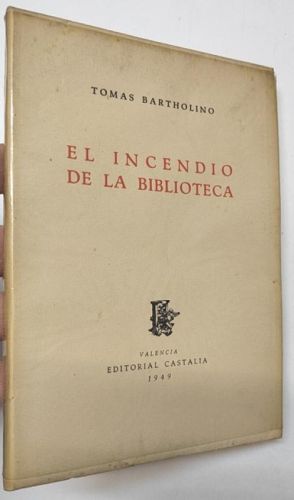 TOMAS BARTHOLINO
EL INCENDIO
DE LA BIBLIOTECA
VALENCIA
EDITORIAL CASTALIA
1949